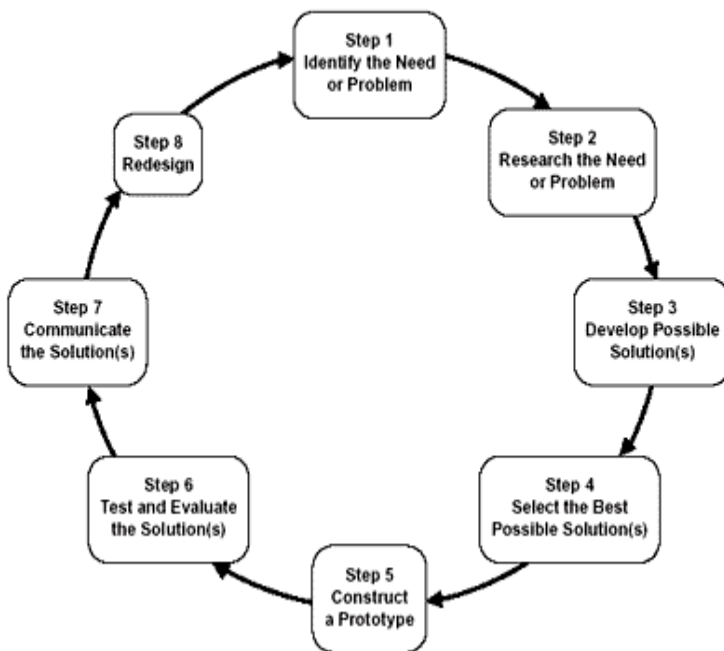 Step 1
Identify the Need
or Problem
Step 2
Research the Need
or Problem
Step 3
Develop Possible
Solution(s)
Step 4
Select the Best
Possible Solution(s)
Step 5
Construct
a Prototype
Step 6
Test and Evaluate
the Solution(s)
Step 7
Communicate
the Solution(s)
Step 8
Redesign